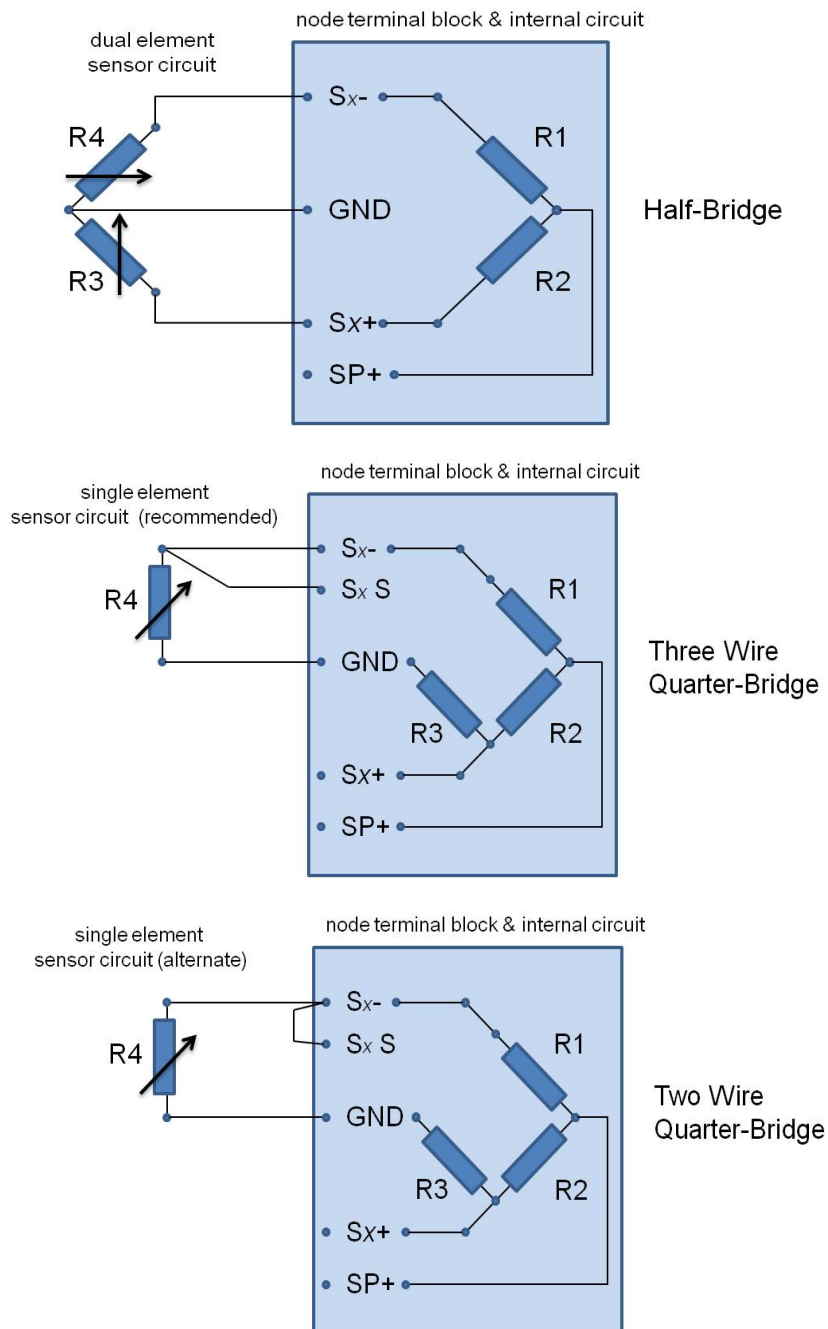 node terminal block & internal circuit
dual element
sensor circuit
Sx-
R4
R1
GND
Half-Bridge
R3
R2
Sx+
SP+
node terminal block & internal circuit
single element
sensor circuit (recommended)
Sx-
Sx S
R4
R1
GND
Three Wire
Quarter-Bridge
R3
R2
Sx+
SP+
node terminal block & internal circuit
single element
sensor circuit (alternate)
Sx-
Sx S
R4
R1
GND
Two Wire
Quarter-Bridge
R3
R2
Sx+
SP+